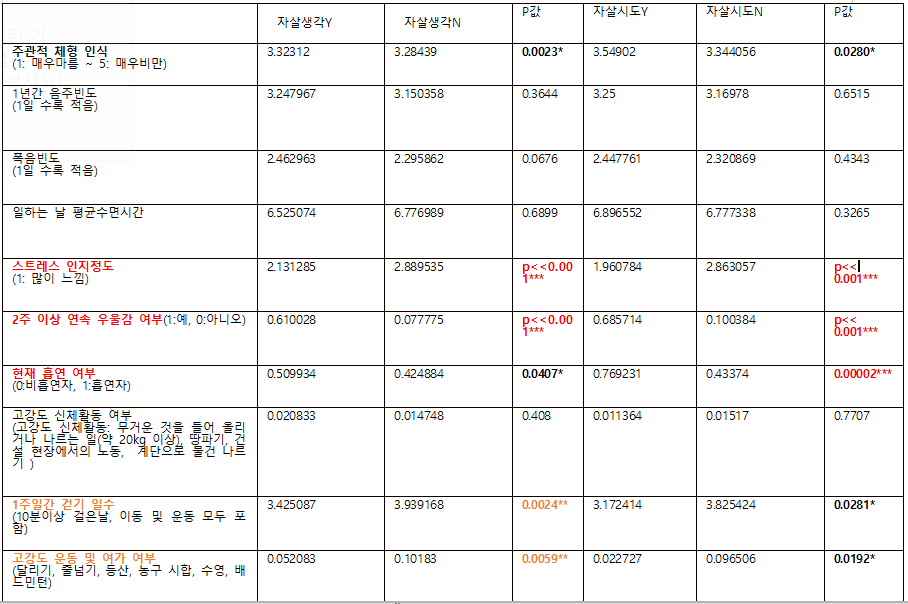 자살생각Y 자살생각N P값 자살시도Y 자살시도N P값
주관적 체형 인식 3.32312 3.28439 0.0023* 3.54902 3.344056 0.0280*
(1: 매우마름 ~ 5: 매우비만)
1년간 음주빈도 3.247967 3.150358 0.3644 3.25 3.16978 0.6515
(1일 수록 적음)
폭음빈도 2.462963 2.295862 0.0676 2.447761 2.320869 0.4343
(1일 수록 적음)
일하는 날 평균수면시간 6.525074 6.776989 0.6899 6.896552 6.777338 0.3265
스트레스 인지정도 2.131285 2.889535 p<<0.00 1.960784 2.863057 p<<
(1: 많이 느낌) 1*** 0.001***
2주 이상 연속 우울감 여부(1:예, 0:아니오) 0.610028 0.077775 p<<0.00 0.685714 0.100384 p<<
1*** 0.001***
현재 흡연 여부 0.509934 0.424884 0.0407* 0.769231 0.43374 0.00002***
(0:비흡연자, 1:흡연자)
고강도 신체활동 여부 0.020833 0.014748 0.408 0.011364 0.01517 0.7707
(고강도 신체활동: 무거운 것을 들어 올리
거나 나르는 일(약 20kg 이상), 땅파기, 건
설 현장에서의 노동, 계단으로 물건 나르
기 )
1주일간 걷기 일수 3.425087 3.939168 0.0024** 3.172414 3.825424 0.0281*
(10분이상 걸은날, 이동 및 운동 모두 포
함)
고강도 운동 및 여가 여부 0.052083 0.10183 0.0059** 0.022727 0.096506 0.0192*
(달리기, 줄넘기, 등산, 농구 시합, 수영, 배
드민턴)